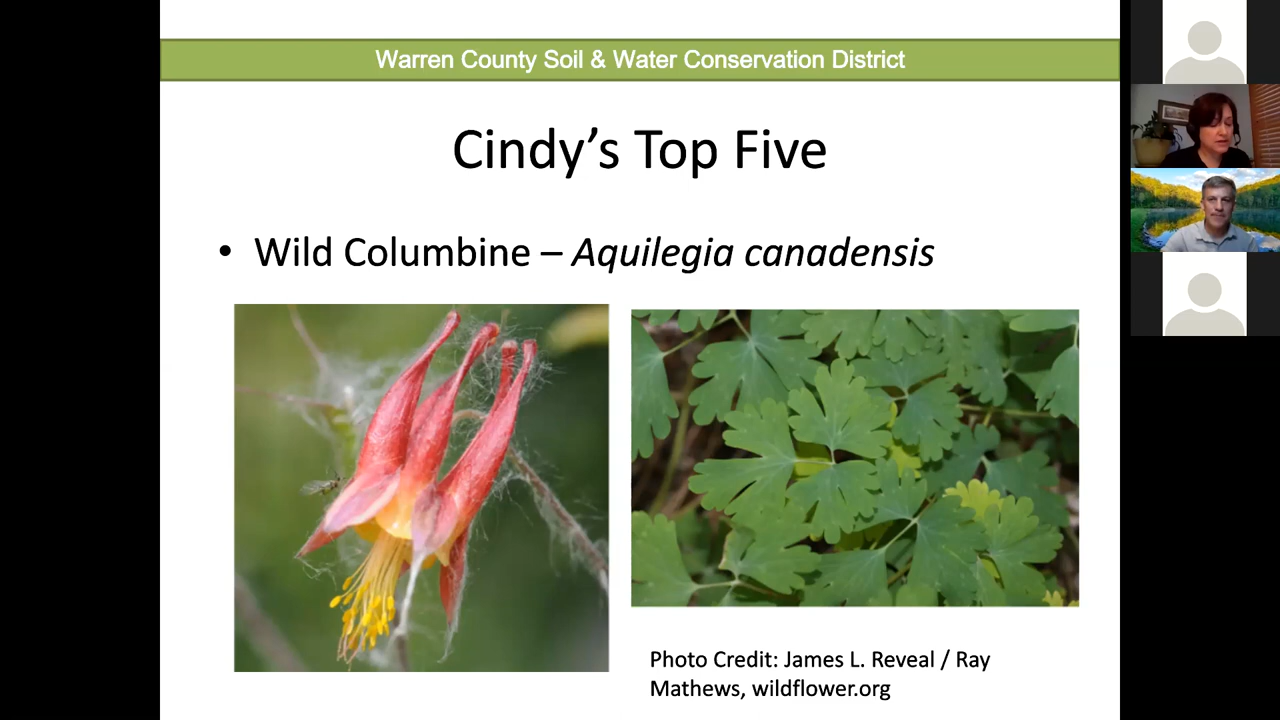 Warren County Soil & Water Conservation District
Cindy’s Top Five
• Wild Columbine – Aquilegia canadensis
Photo Credit: James L. Reveal / Ray
Mathews, wildflower.org